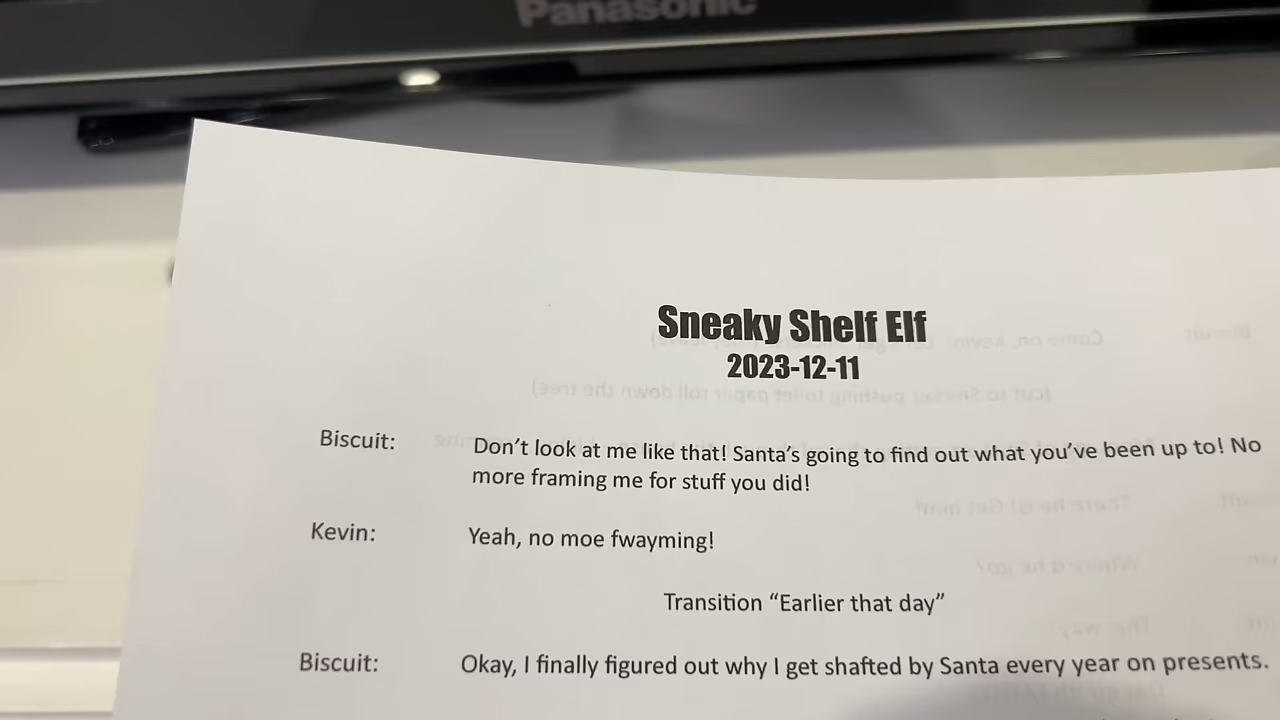 Panasonic
Sneaky Shelf Elf
2023-12-11
Biscuit: Don't look at me like that! Santa's going to find out what you've been up to! No
more framing me for stuff you did!
Kevin: Yeah, no moe fwayming!
Transition “Earlier that day”
Biscuit: Okay, I finally figured out why I get shafted by Santa every year on presents.